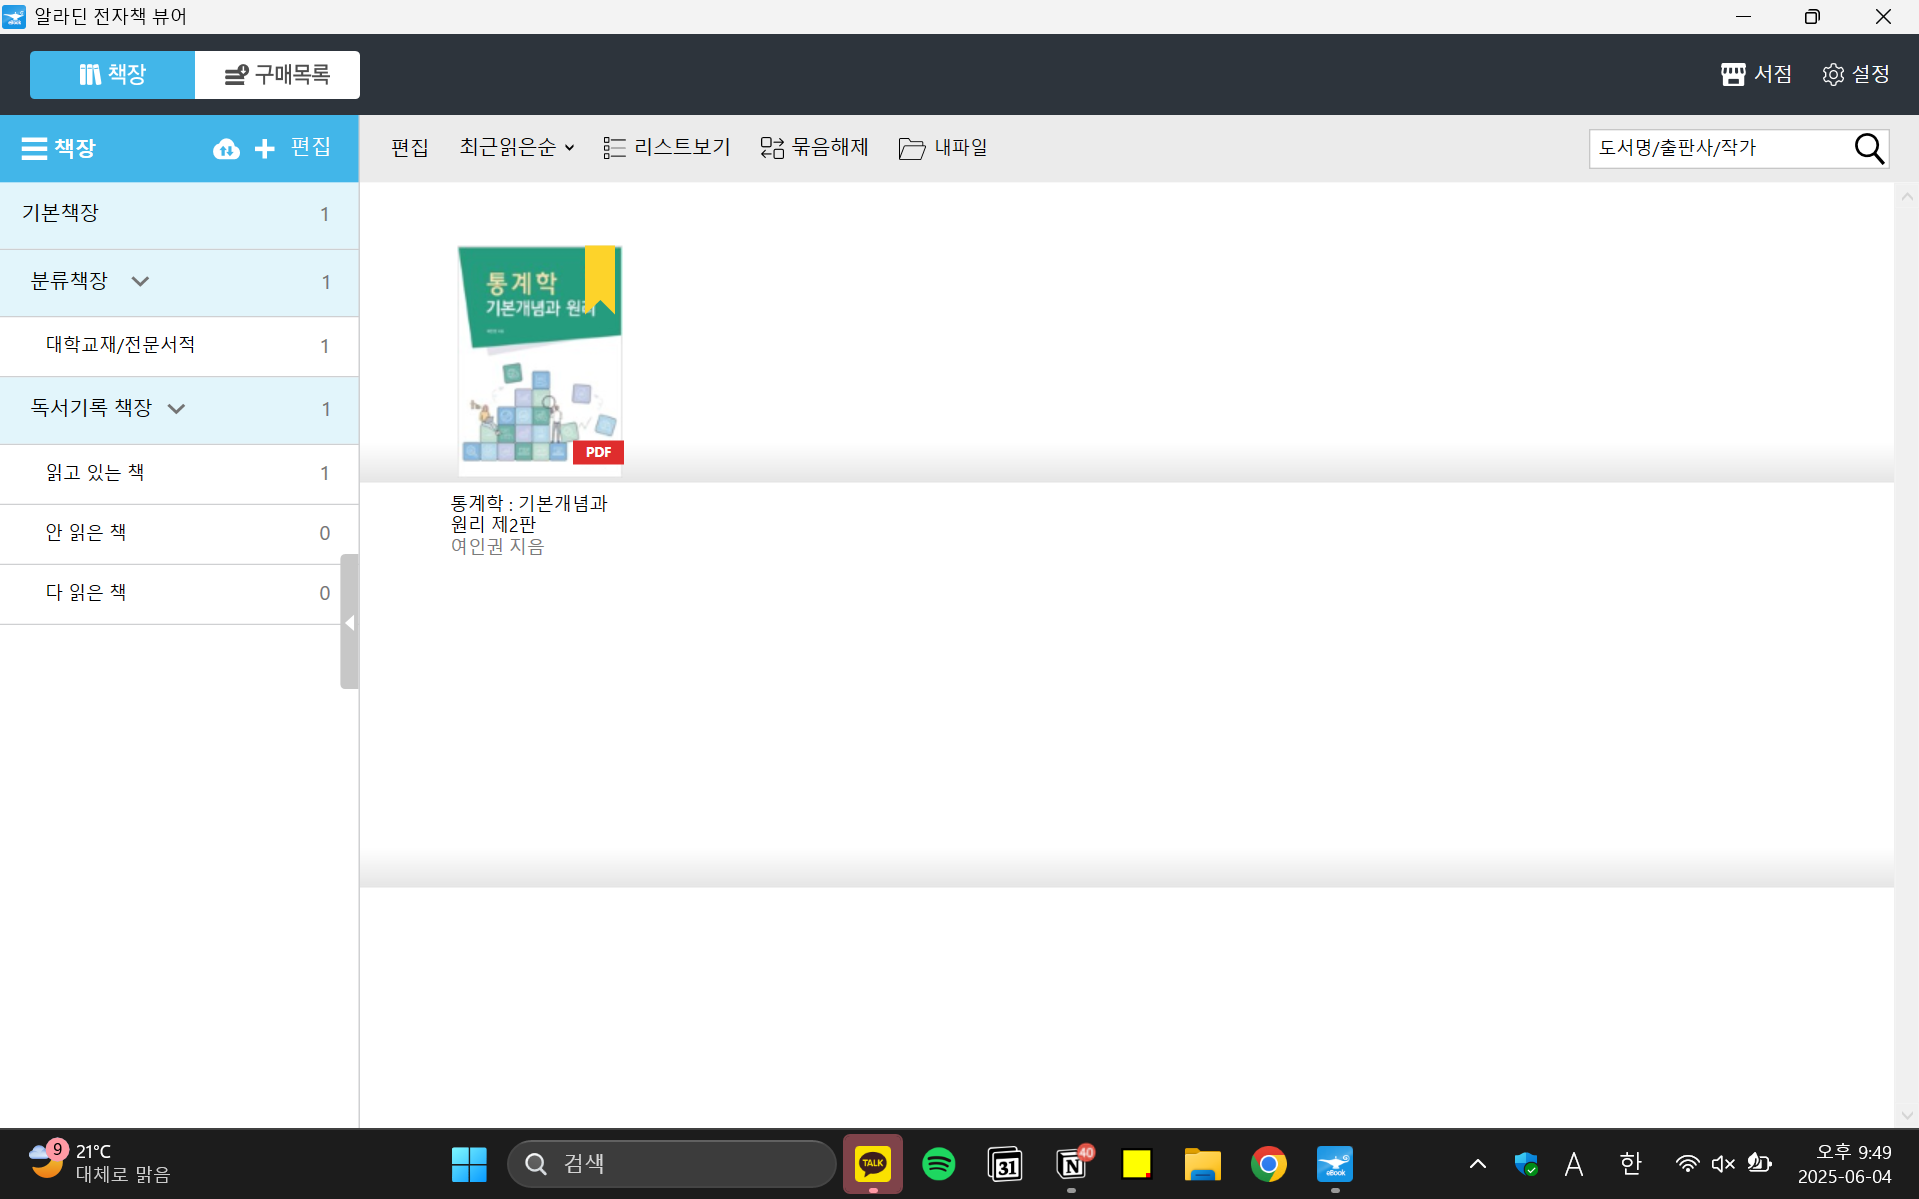 알라딘 전자책 뷰어
책장
구매목록
서점
설정
책장
편집
편집
최근읽은순
리스트보기
묶음해제
내파일
도서명/출판사/작가
기본책장 1
분류책장 1
대학교재/전문서적 1
독서기록 책장 1
읽고 있는 책 1
안 읽은 책 0
다 읽은 책 0
통계학
기본개념과 원리
PDF
통계학 : 기본개념과
원리 제2판
여인권 지음
9
21°C
대체로 맑음
검색
TALK
31
N
40
eBook
A
한
오후 9:49
2025-06-04